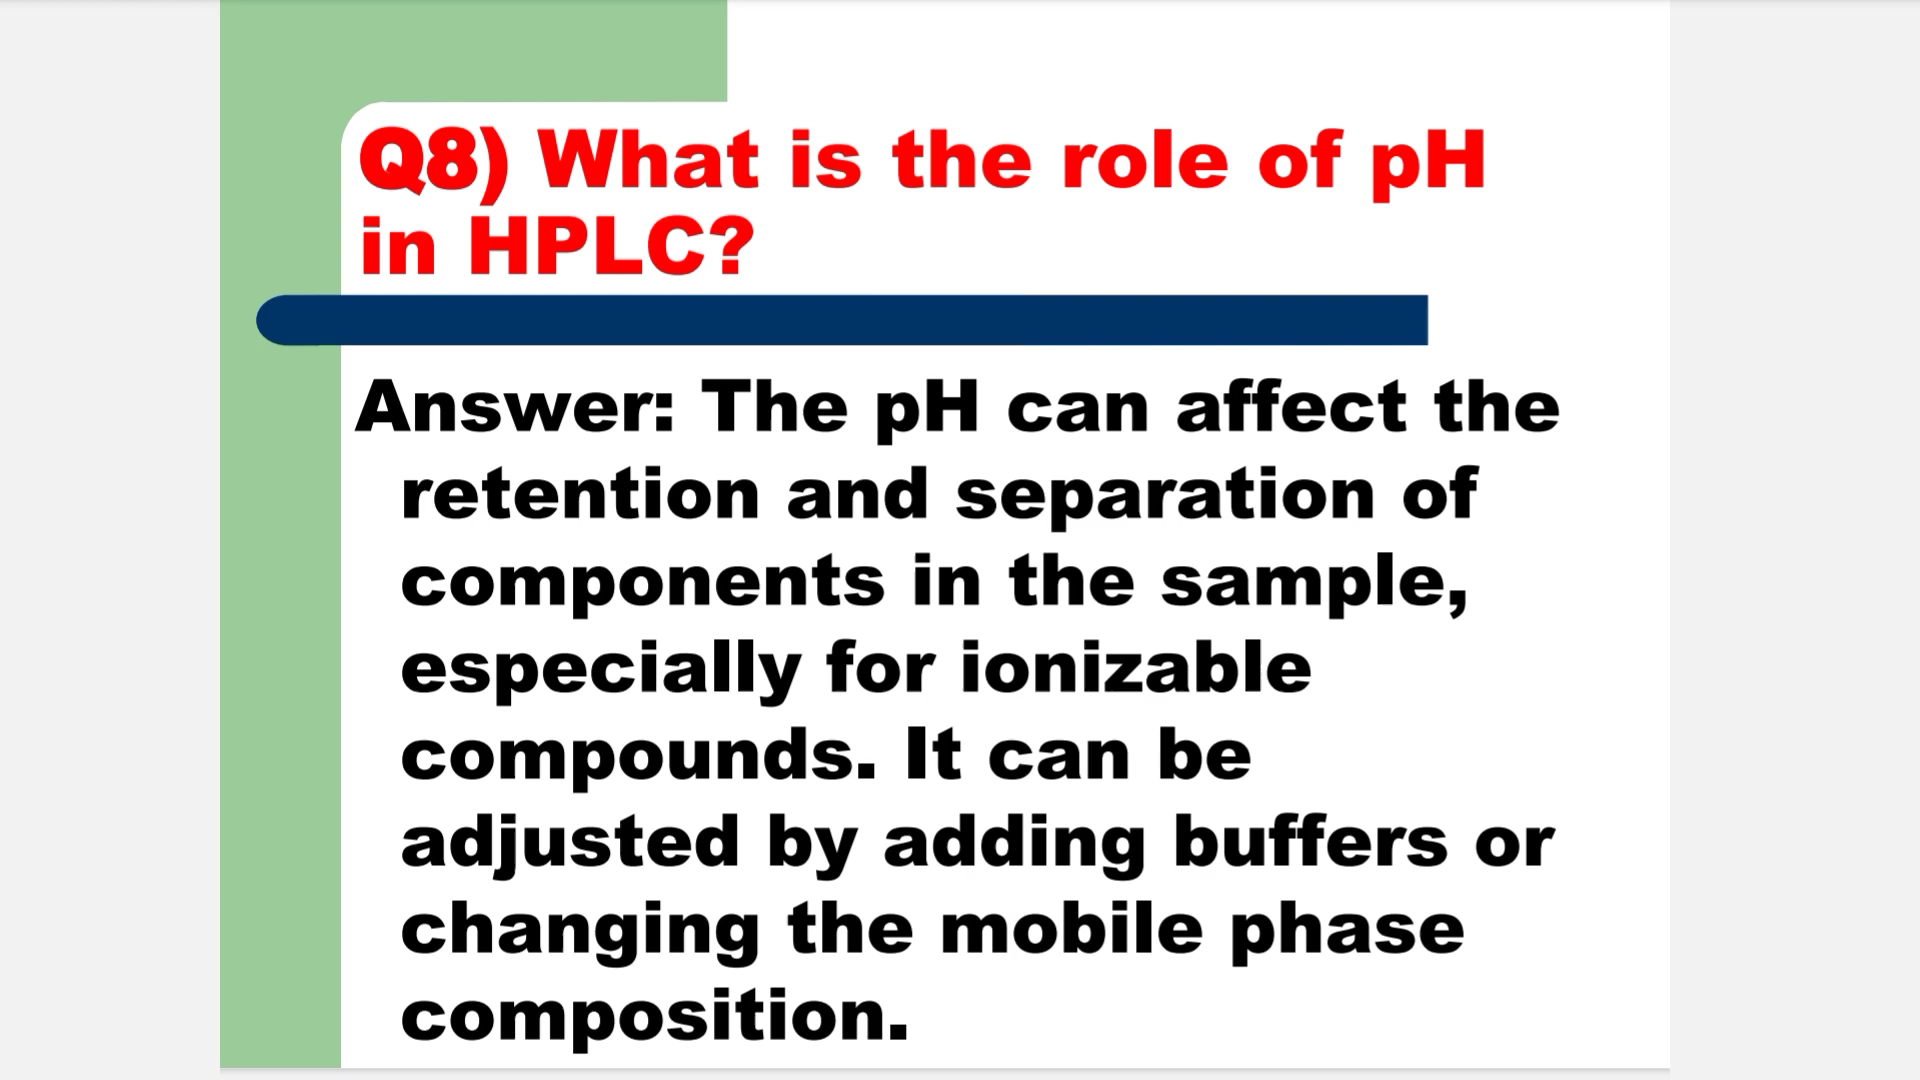 Q8) What is the role of pH
in HPLC?
Answer: The pH can affect the
retention and separation of
components in the sample,
especially for ionizable
compounds. It can be
adjusted by adding buffers or
changing the mobile phase
composition.